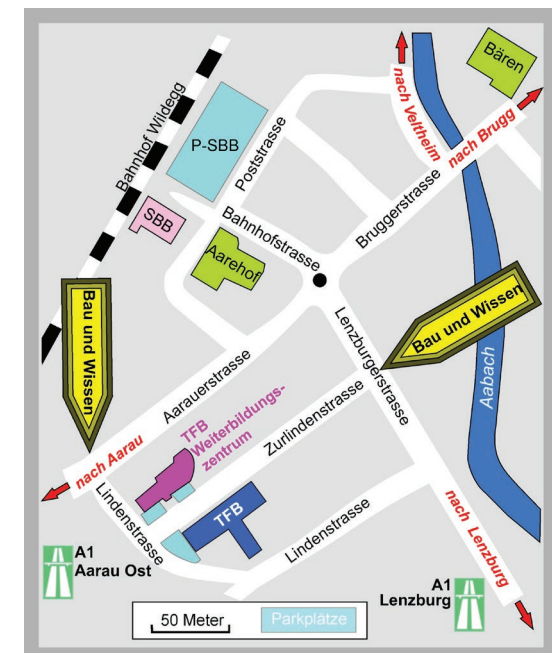 Bären
nach Veltheim
nach Brugg
Bahnhof Wildegg
P-SBB
Poststrasse
SBB
Bahnhofstrasse
Bruggerstrasse
Aarehof
Bau und Wissen
Bau und Wissen
Lenzburgerstrasse
Aabach
Aarauerstrasse
TFB
Weiterbildungs-
zentrum
Zurlindenstrasse
nach Aarau
Lindenstrasse
TFB
Lindenstrasse
nach Lenzburg
A1
Aarau Ost
A1
Lenzburg
50 Meter
Parkplätze